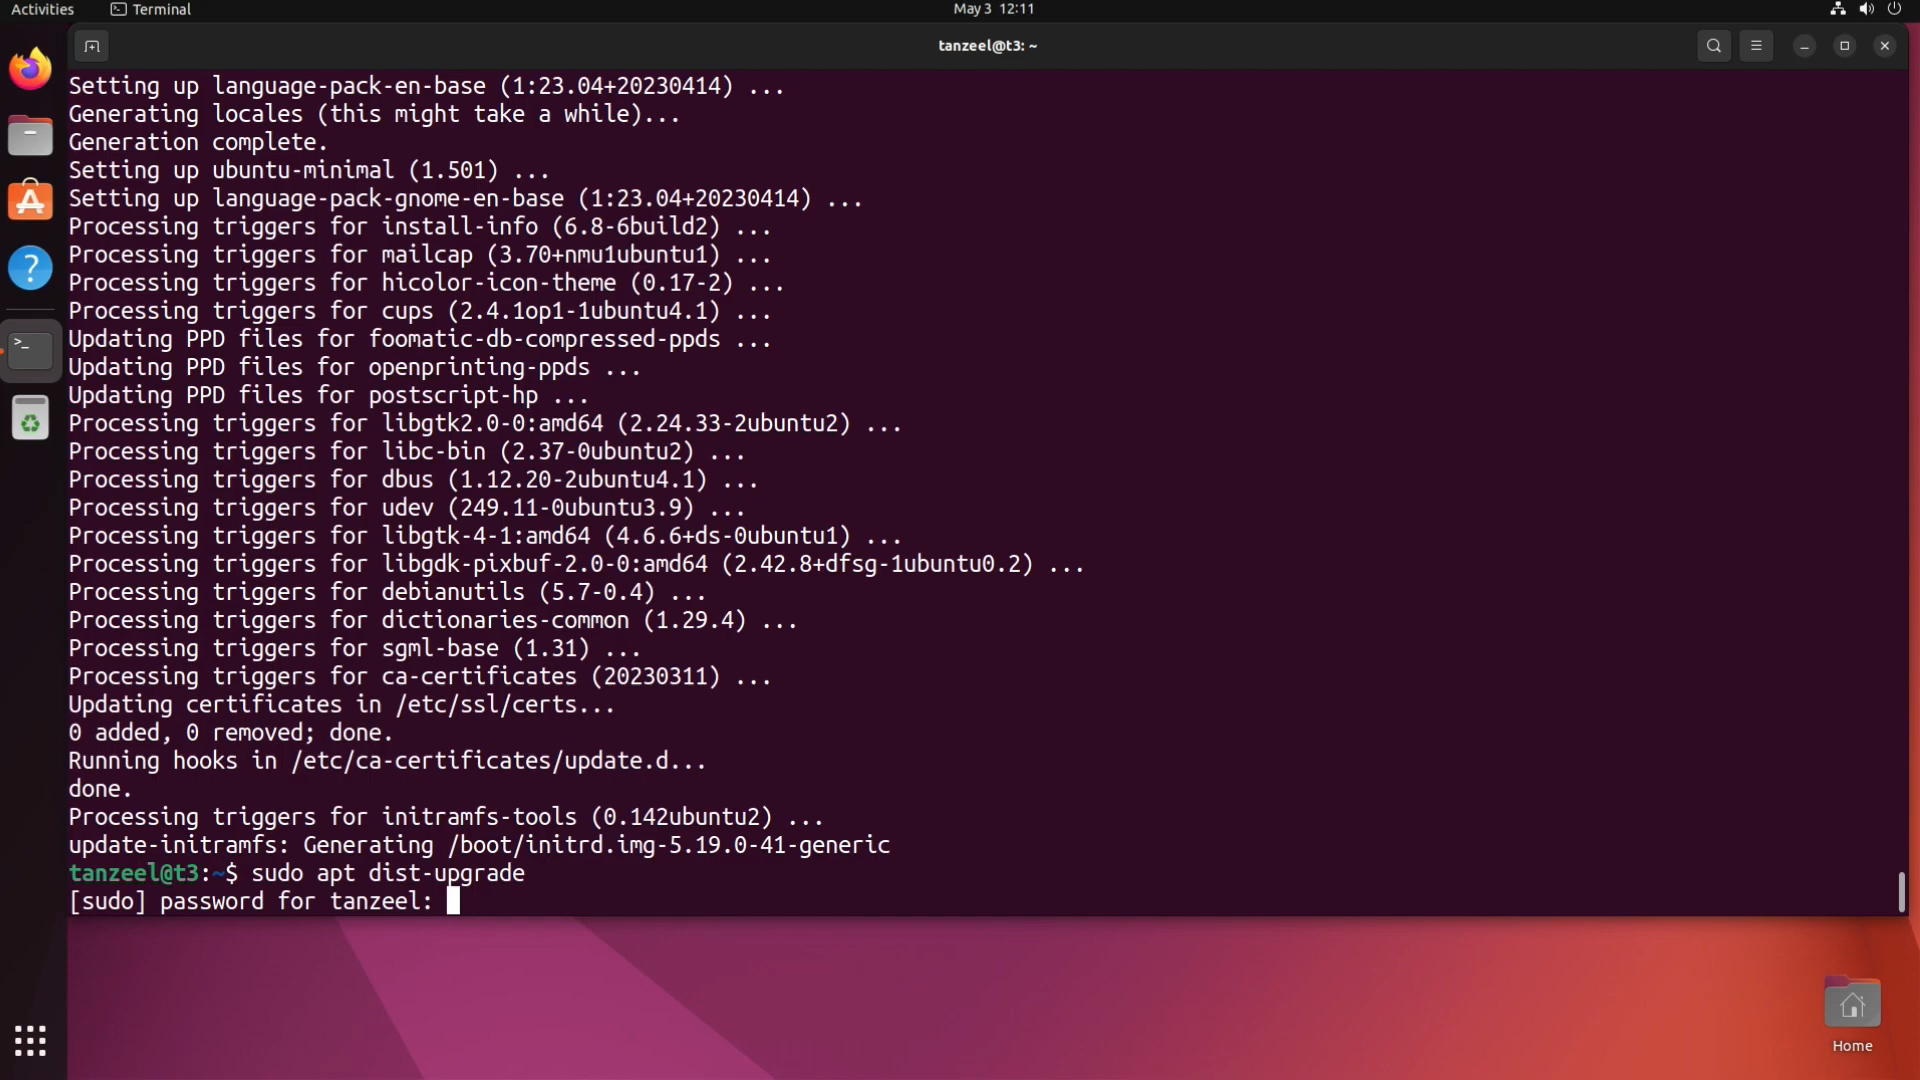 Activities
Terminal
May 3 12:11
tanzeel@t3: ~
Setting up language-pack-en-base (1:23.04+20230414) ...
Generating locales (this might take a while)...
Generation complete.
Setting up ubuntu-minimal (1.501) ...
Setting up language-pack-gnome-en-base (1:23.04+20230414) ...
Processing triggers for install-info (6.8-6build2) ...
Processing triggers for mailcap (3.70+nmu1ubuntu1) ...
Processing triggers for hicolor-icon-theme (0.17-2) ...
Processing triggers for cups (2.4.1op1-1ubuntu4.1) ...
Updating PPD files for foomatic-db-compressed-ppds ...
Updating PPD files for openprinting-ppds ...
Updating PPD files for postscript-hp ...
Processing triggers for libgtk2.0-0:amd64 (2.24.33-2ubuntu2) ...
Processing triggers for libc-bin (2.37-0ubuntu2) ...
Processing triggers for dbus (1.12.20-2ubuntu4.1) ...
Processing triggers for udev (249.11-0ubuntu3.9) ...
Processing triggers for libgtk-4-1:amd64 (4.6.6+ds-0ubuntu1) ...
Processing triggers for libgdk-pixbuf-2.0-0:amd64 (2.42.8+dfsg-1ubuntu0.2) ...
Processing triggers for debianutils (5.7-0.4) ...
Processing triggers for dictionaries-common (1.29.4) ...
Processing triggers for sgml-base (1.31) ...
Processing triggers for ca-certificates (20230311) ...
Updating certificates in /etc/ssl/certs...
0 added, 0 removed; done.
Running hooks in /etc/ca-certificates/update.d...
done.
Processing triggers for initramfs-tools (0.142ubuntu2) ...
update-initramfs: Generating /boot/initrd.img-5.19.0-41-generic
tanzeel@t3:~$ sudo apt dist-upgrade
[sudo] password for tanzeel:
Home